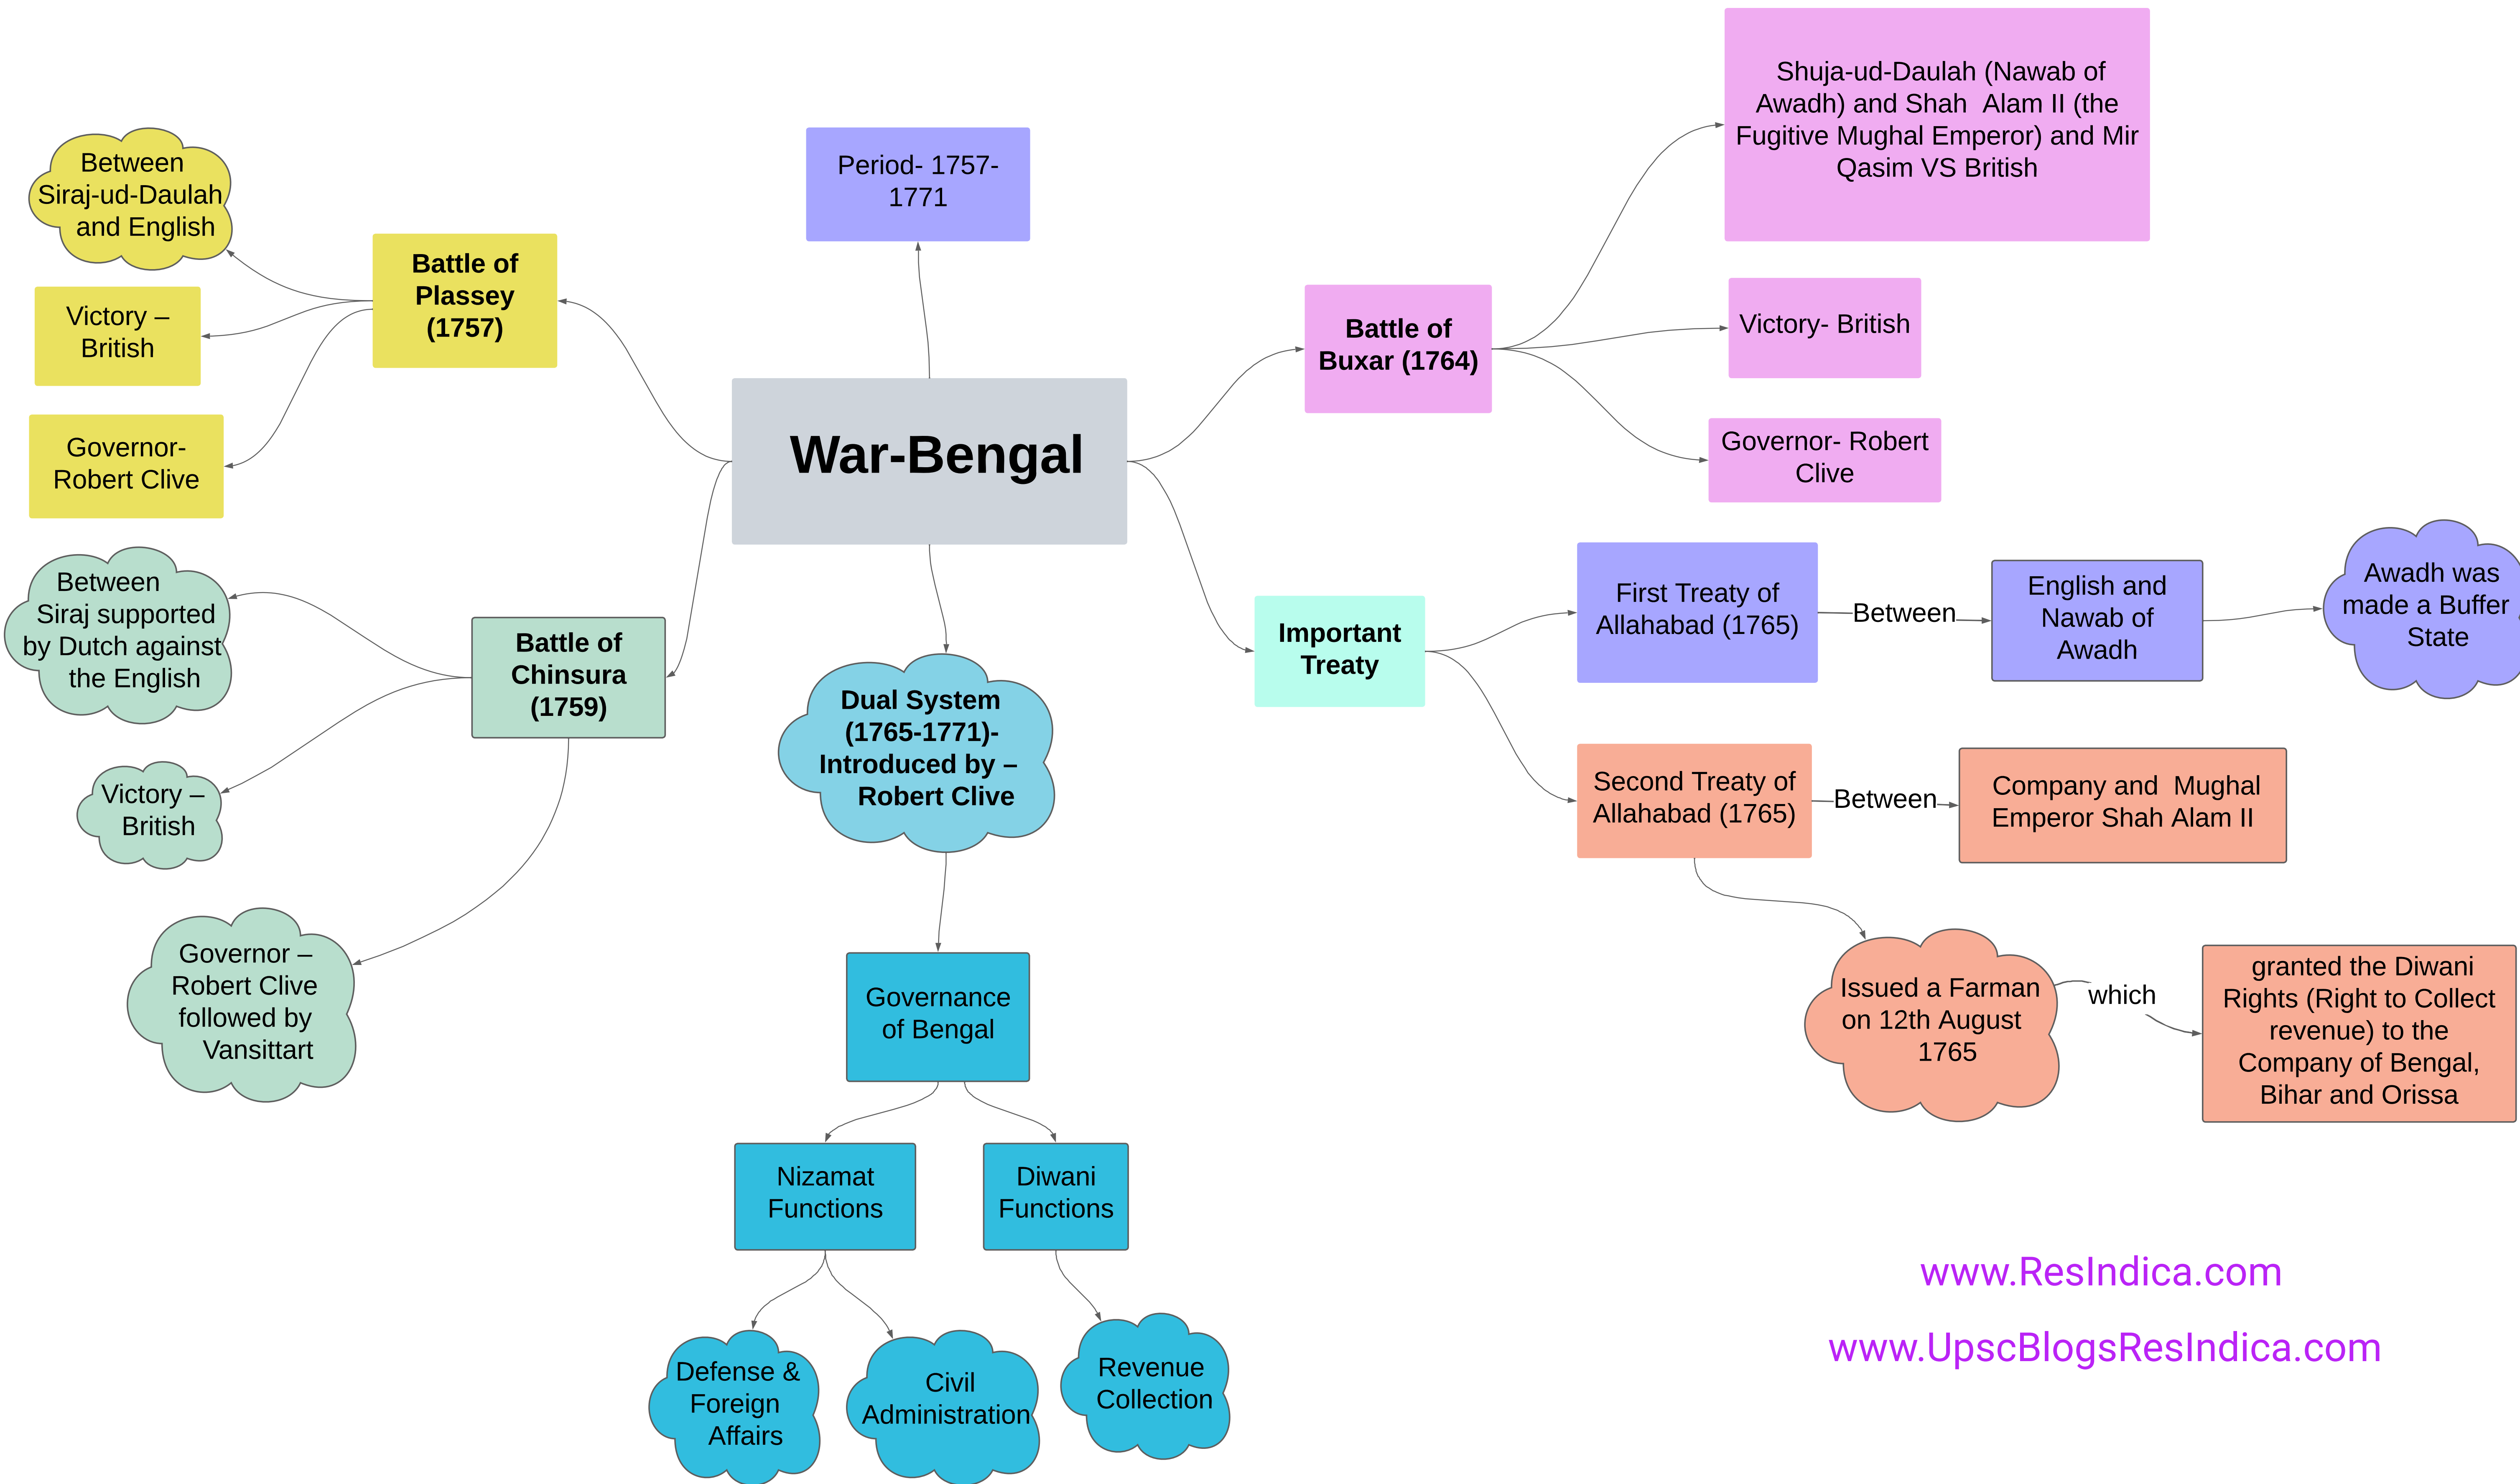 War-Bengal
Period- 1757-
1771
Battle of
Plassey
(1757)
Between
Siraj-ud-Daulah
and English
Victory –
British
Governor-
Robert Clive
Battle of
Chinsura
(1759)
Between
Siraj supported
by Dutch against
the English
Victory –
British
Governor –
Robert Clive
followed by
Vansittart
Dual System
(1765-1771)-
Introduced by –
Robert Clive
Governance
of Bengal
Nizamat
Functions
Diwani
Functions
Defense &
Foreign
Affairs
Civil
Administration
Revenue
Collection
Battle of
Buxar (1764)
Shuja-ud-Daulah (Nawab of
Awadh) and Shah  Alam II (the
Fugitive Mughal Emperor) and Mir
Qasim VS British
Victory- British
Governor- Robert
Clive
Important
Treaty
First Treaty of
Allahabad (1765)
Between
English and
Nawab of
Awadh
Awadh was
made a Buffer
State
Second Treaty of
Allahabad (1765)
Between
Company and  Mughal
Emperor Shah Alam II
Issued a Farman
on 12th August
1765
which
granted the Diwani
Rights (Right to Collect
revenue) to the
Company of Bengal,
Bihar and Orissa
www.ResIndica.com
www.UpscBlogsResIndica.com